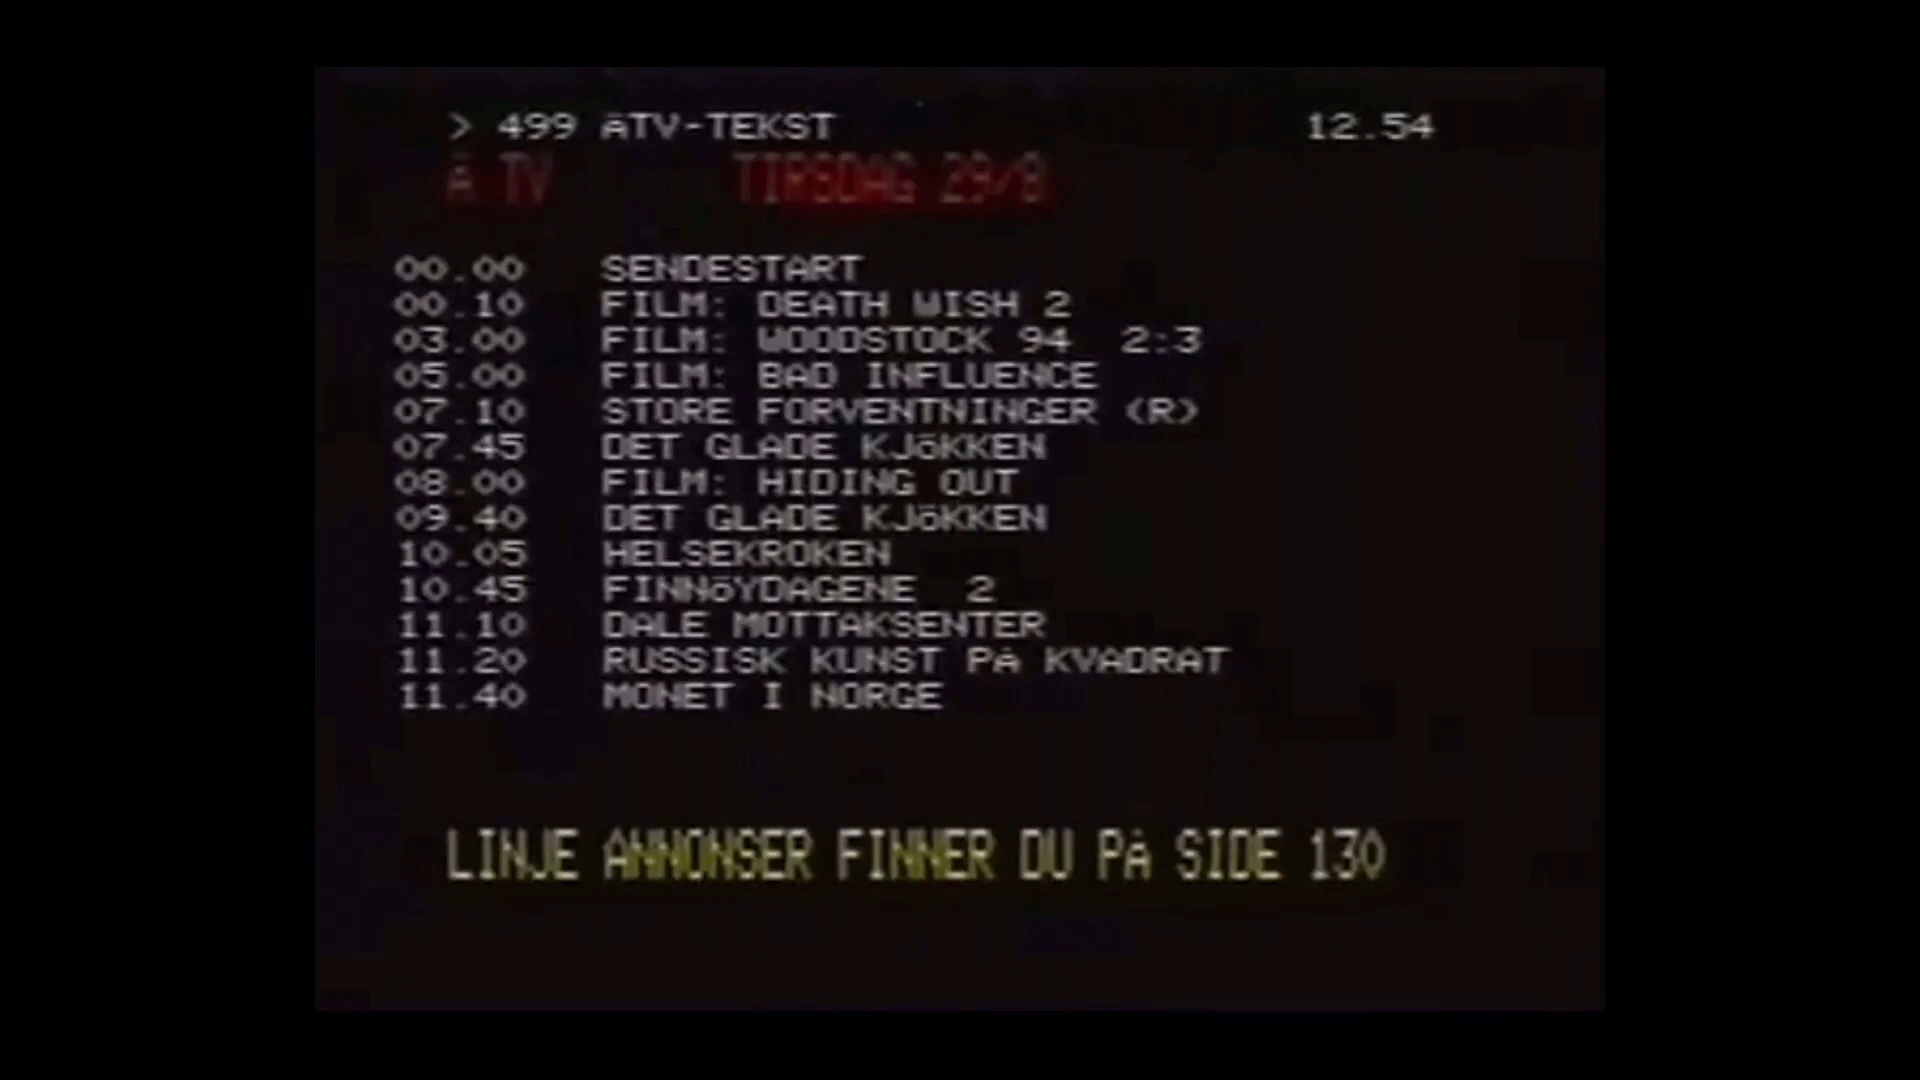 > 499 åTV-TEKST 12.54
Å TV TIRSDAG 29/8
00.00 SENDESTART
00.10 FILM: DEATH WISH 2
03.00 FILM: WOODSTOCK 94 2:3
05.00 FILM: BAD INFLUENCE
07.10 STORE FORVENTNINGER (R)
07.45 DET GLADE KJöKKEN
08.00 FILM: HIDING OUT
09.40 DET GLADE KJöKKEN
10.05 HELSEKROKEN
10.45 FINNöYDAGENE 2
11.10 DALE MOTTAKSENTER
11.20 RUSSISK KUNST På KVADRAT
11.40 MONET I NORGE
LINJE ANNONSER FINNER DU På SIDE 130